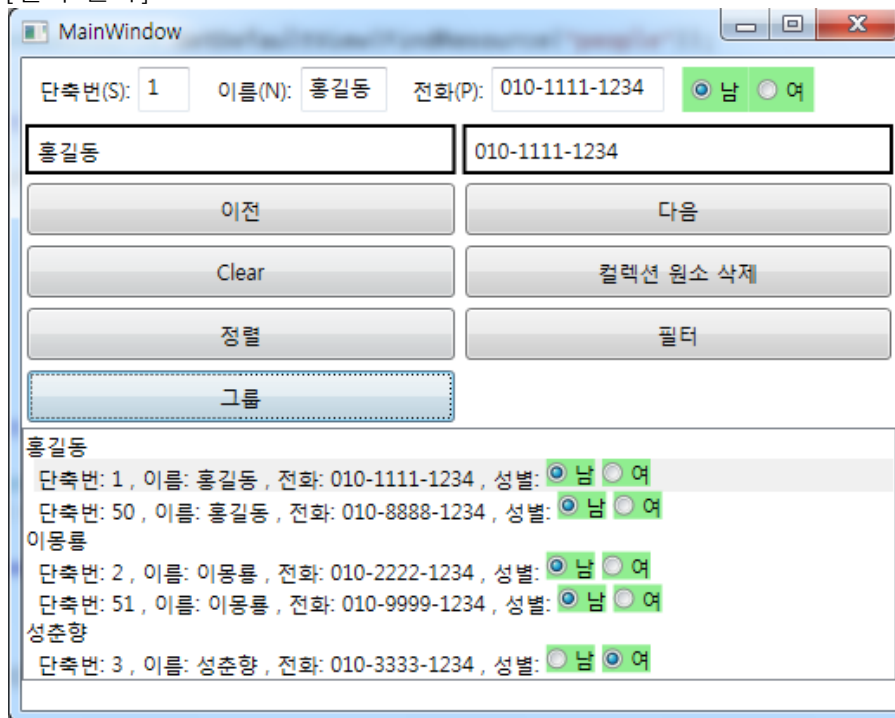 MainWindow
단축번(S): 1 이름(N): 홍길동 전화(P): 010-1111-1234 남 여
홍길동 010-1111-1234
이전 다음
Clear 컬렉션 원소 삭제
정렬 필터
그룹
홍길동
단축번: 1 , 이름: 홍길동 , 전화: 010-1111-1234 , 성별: 남 여
단축번: 50 , 이름: 홍길동 , 전화: 010-8888-1234 , 성별: 남 여
이몽룡
단축번: 2 , 이름: 이몽룡 , 전화: 010-2222-1234 , 성별: 남 여
단축번: 51 , 이름: 이몽룡 , 전화: 010-9999-1234 , 성별: 남 여
성춘향
단축번: 3 , 이름: 성춘향 , 전화: 010-3333-1234 , 성별: 남 여